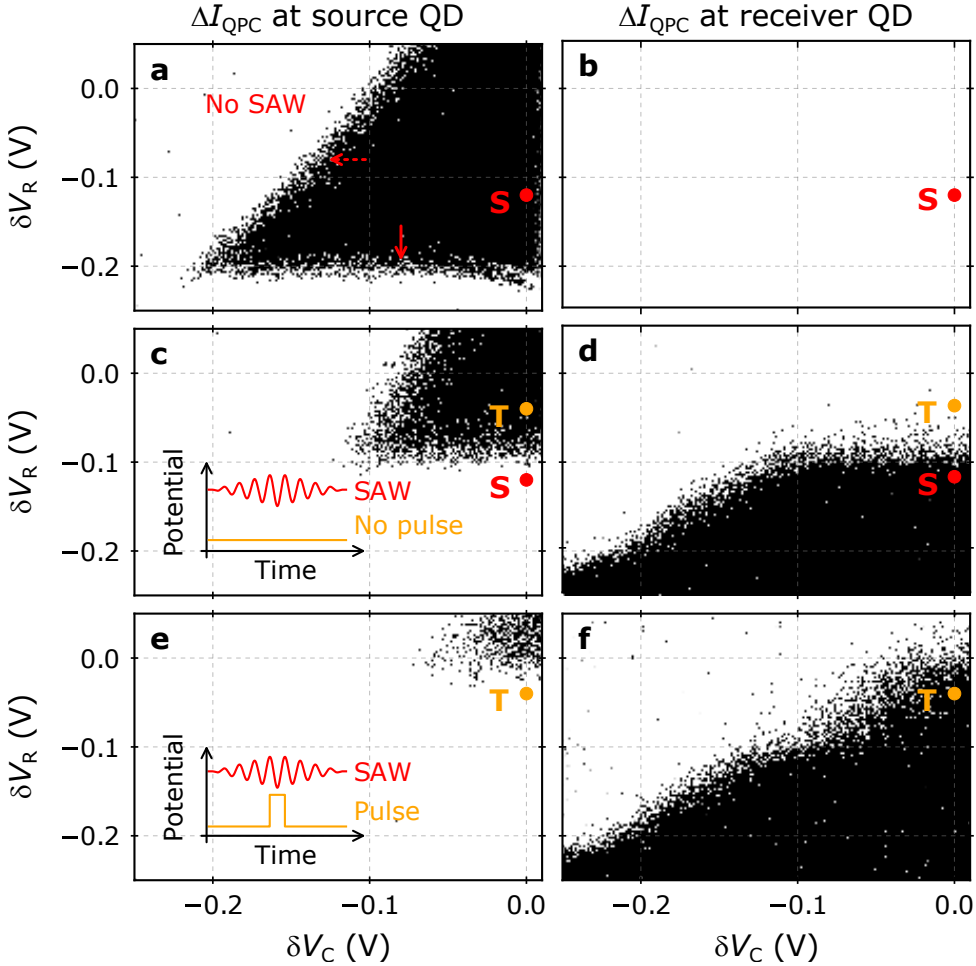 ΔI_QPC at source QD
ΔI_QPC at receiver QD
a
No SAW
S
b
S
0.0
−0.1
−0.2
δV_R (V)
c
T
S
Potential
SAW
No pulse
Time
d
T
S
0.0
−0.1
−0.2
δV_R (V)
e
T
Potential
SAW
Pulse
Time
f
T
0.0
−0.1
−0.2
δV_R (V)
−0.2 −0.1 0.0
−0.2 −0.1 0.0
δV_C (V)
δV_C (V)